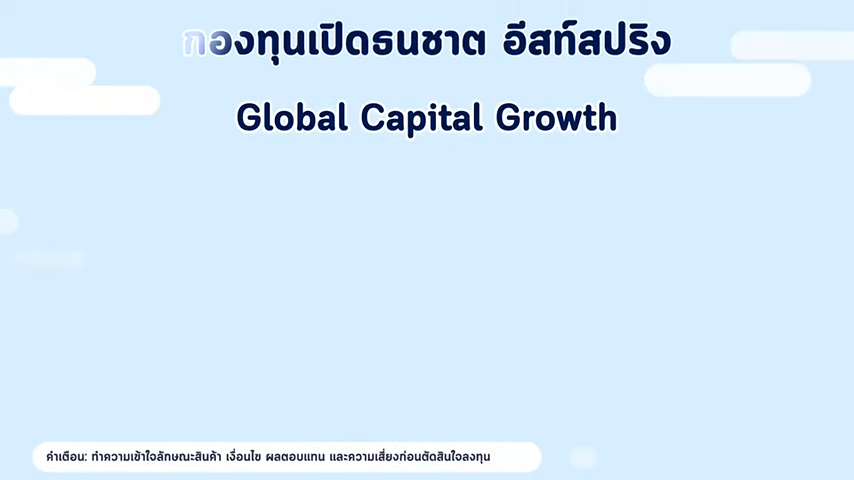 กองทุนเปิดธนชาต อีสท์สปริง
Global Capital Growth
คำเตือน: ทำความเข้าใจลักษณะสินค้า เงื่อนไข ผลตอบแทน และความเสี่ยงก่อนตัดสินใจลงทุน